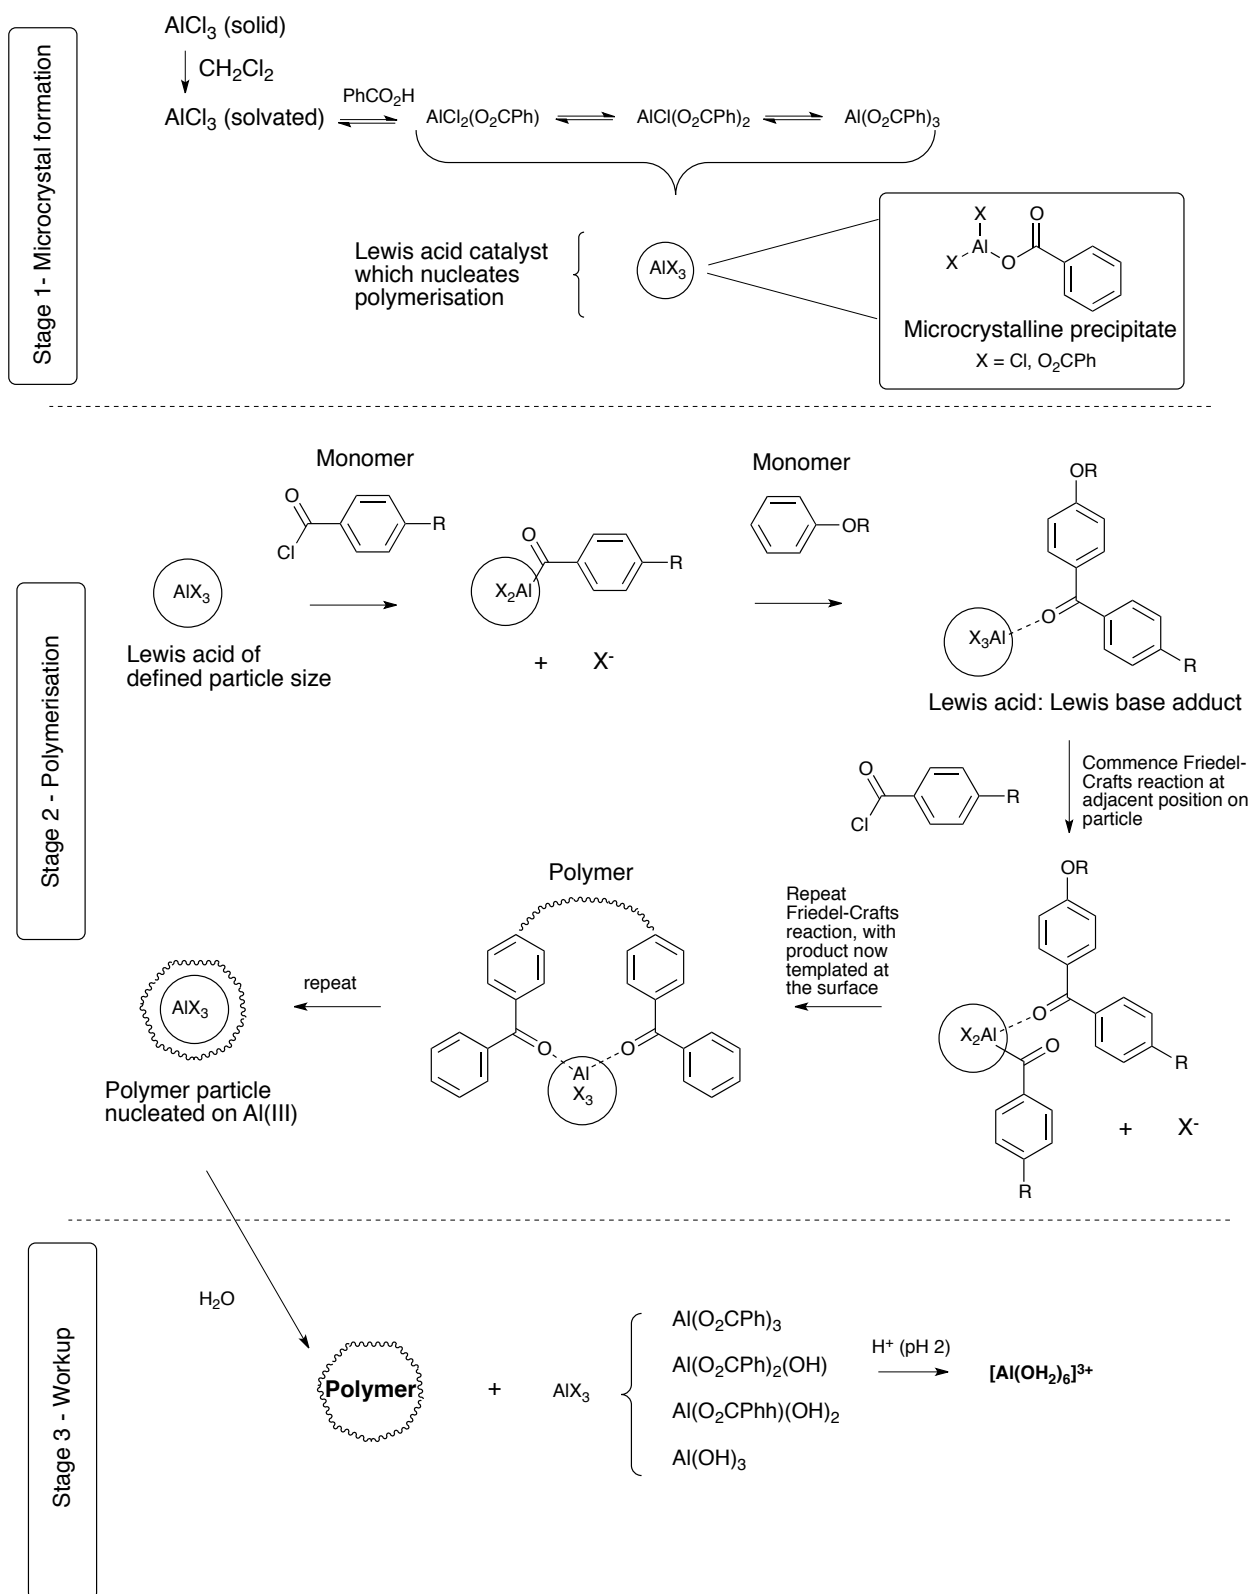 Stage 1 - Microcrystal formation
AlCl3 (solid)
CH2Cl2
AlCl3 (solvated)
PhCO2H
AlCl2(O2CPh)
AlCl(O2CPh)2
Al(O2CPh)3
Lewis acid catalyst
which nucleates
polymerisation
AlX3
X
O
Al
X
O
Microcrystalline precipitate
X = Cl, O2CPh
Stage 2 - Polymerisation
Monomer
O
Cl
R
AlX3
Lewis acid of
defined particle size
O
X2Al
R
+ X-
Monomer
OR
OR
O
X3Al
R
Lewis acid: Lewis base adduct
Commence Friedel-
Crafts reaction at
adjacent position on
particle
O
Cl
R
OR
O
X2Al
O
R
R
+ X-
Repeat
Friedel-Crafts
reaction, with
product now
templated at
the surface
Polymer
O
O
Al
X3
repeat
AlX3
Polymer particle
nucleated on Al(III)
Stage 3 - Workup
H2O
Polymer
+
AlX3
Al(O2CPh)3
Al(O2CPh)2(OH)
Al(O2CPhh)(OH)2
Al(OH)3
H+ (pH 2)
[Al(OH2)6]3+